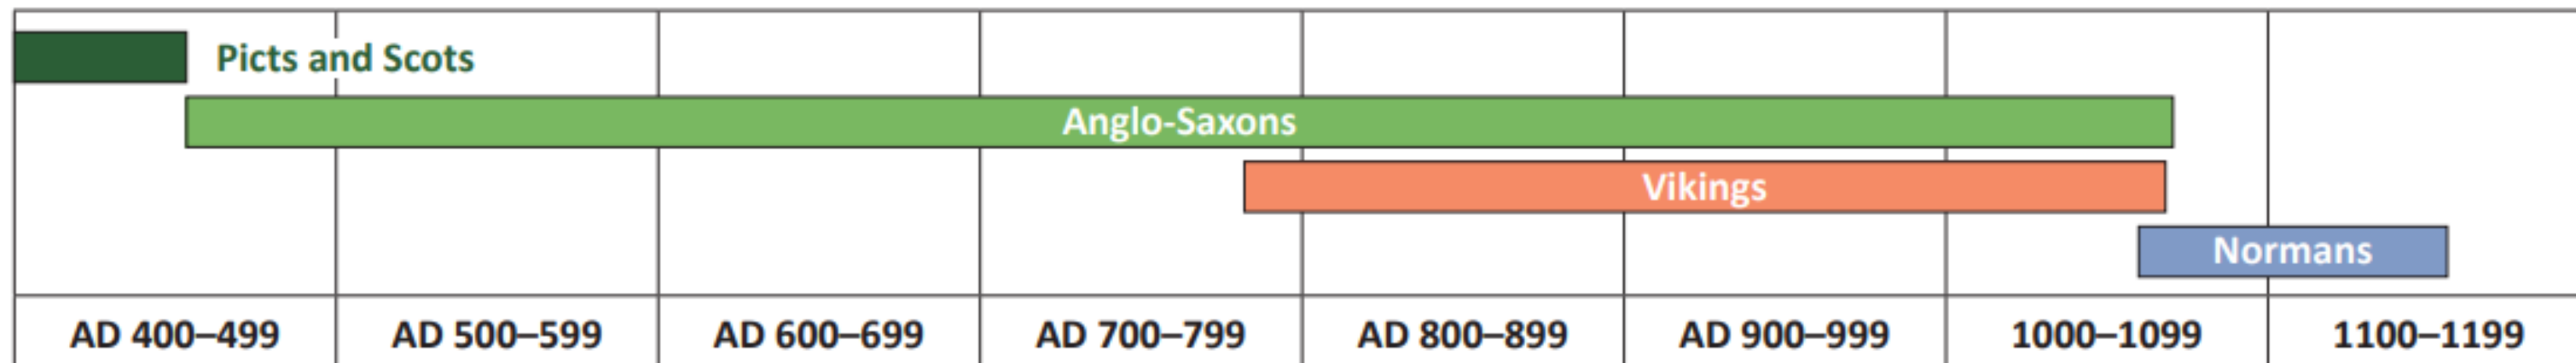 Picts and Scots
Anglo-Saxons
Vikings
Normans
AD 400–499 AD 500–599 AD 600–699 AD 700–799 AD 800–899 AD 900–999 1000–1099 1100–1199